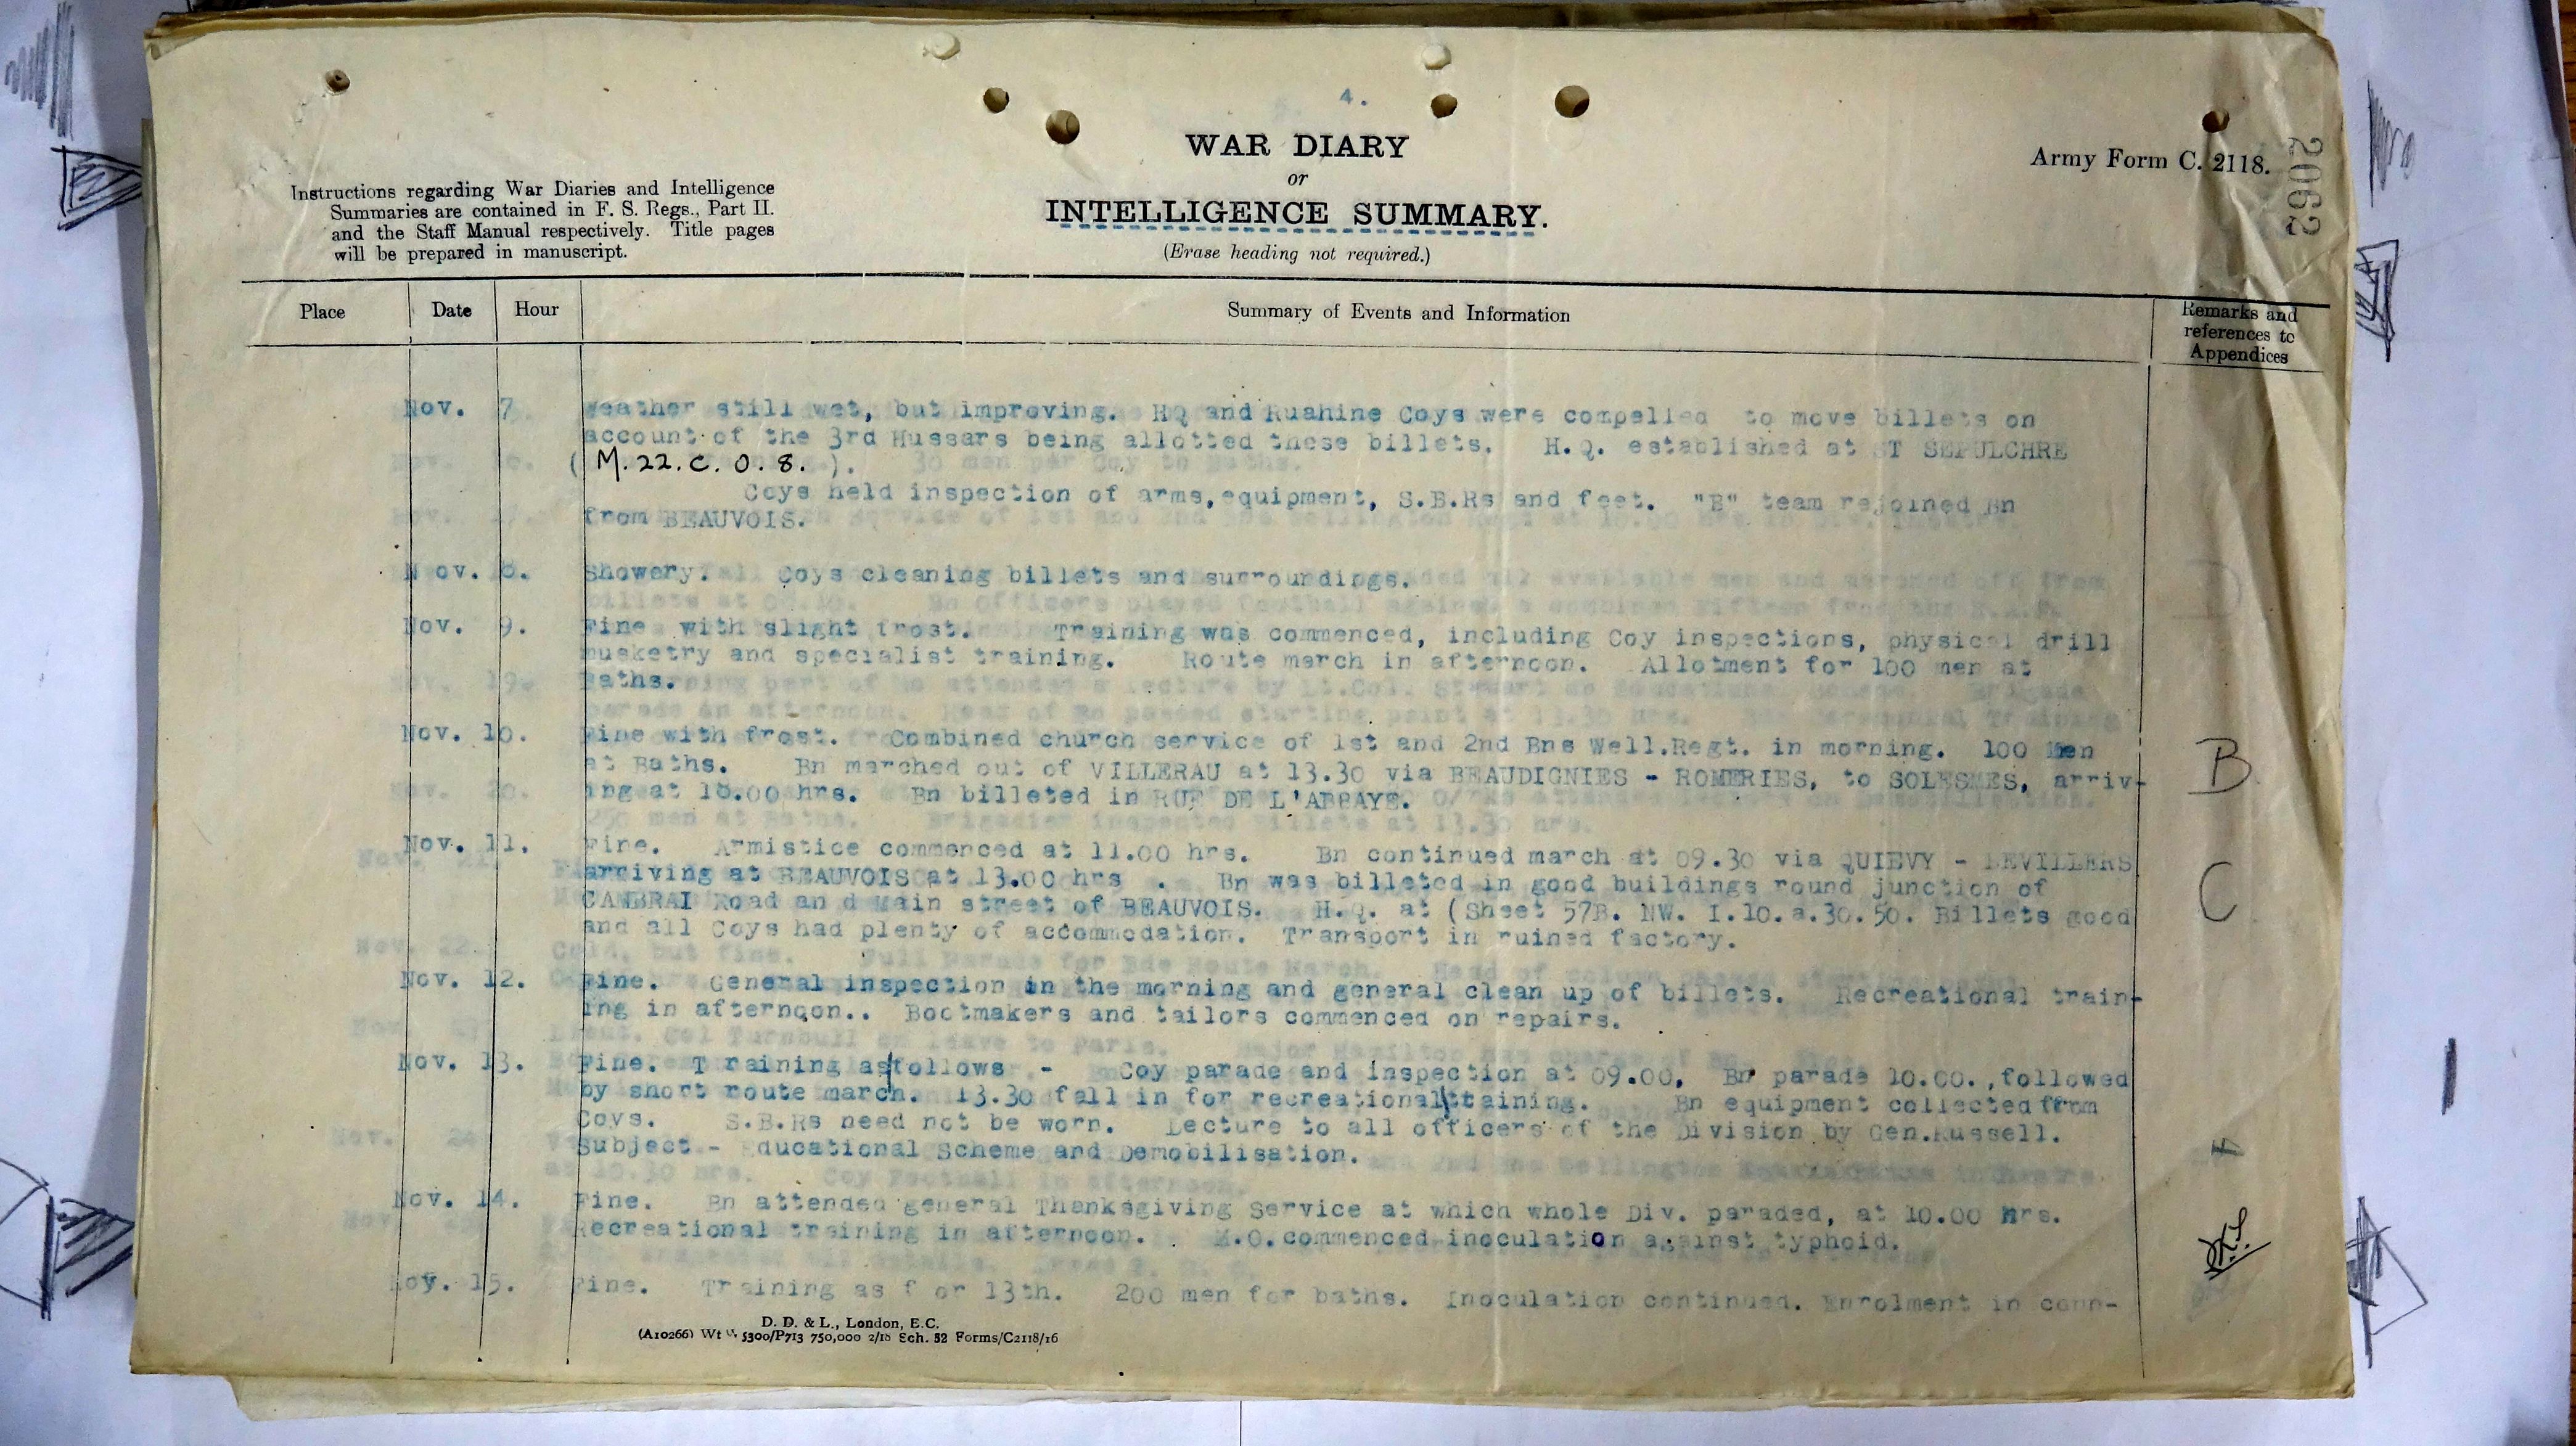 4.
WAR DIARY
or
INTELLIGENCE SUMMARY.
(Erase heading not required.)
Army Form C. 2118.
2062
Instructions regarding War Diaries and Intelligence
Summaries are contained in F. S. Regs., Part II.
and the Staff Manual respectively. Title pages
will be prepared in manuscript.
Place Date Hour Summary of Events and Information Remarks and
references to
Appendices
Nov. 7. Weather still wet, but improving. HQ and Ruahine Coys were compelled to move billets on
account of the 3rd Hussars being allotted these billets. H.Q. established at ST SEPULCHRE
(M.22.c.0.8.).
Coys held inspection of arms, equipment, S.B.Rs and feet. "B" team rejoined Bn
from BEAUVOIS.
Nov. 8. Showery. Coys cleaning billets and surroundings.
Nov. 9. Fine with slight frost. Training was commenced, including Coy inspections, physical drill
musketry and specialist training. Route march in afternoon. Allotment for 100 men at
Baths.
Nov. 10. Fine with frost. Combined church service of 1st and 2nd Bns Well.Regt. in morning. 100 Men
at Baths. Bn marched out of VILLERAU at 13.30 via BEAUDIGNIES - ROMERIES, to SOLESMES, arriv-
ing at 18.00 hrs. Bn billeted in RUE DE L'ABBAYE.
B
Nov. 11. Fine. Armistice commenced at 11.00 hrs. Bn continued march at 09.30 via QUIEVY - BEVILLERS
arriving at BEAUVOIS at 13.00 hrs . Bn was billeted in good buildings round junction of
CAMBRAI Road an d Main street of BEAUVOIS. H.Q. at (Sheet 57B. NW. I.10.a.30.50. Billets good
and all Coys had plenty of accommodation. Transport in ruined factory.
C
Nov. 12. Fine. General inspection in the morning and general clean up of billets. Recreational train-
ing in afternoon.. Bootmakers and tailors commenced on repairs.
Nov. 13. Fine. T raining as follows - Coy parade and inspection at 09.00, Bn parade 10.00., followed
by short route march. 13.30 fall in for recreational training. Bn equipment collected from
Coys. S.B.Rs need not be worn. Lecture to all officers of the Division by Gen.Russell.
Subject - Educational Scheme and Demobilisation.
Nov. 14. Fine. Bn attended general Thanksgiving Service at which whole Div. paraded, at 10.00 hrs.
Recreational training in afternoon. M.O. commenced inoculation against typhoid.
Nov. 15. Fine. Training as f or 13th. 200 men for baths. Inoculation continued. Enrolment in conn-
D. D. & L., London, E.C.
(A10266) Wt 5300/P713 750,000 2/18 Sch. 52 Forms/C2118/16